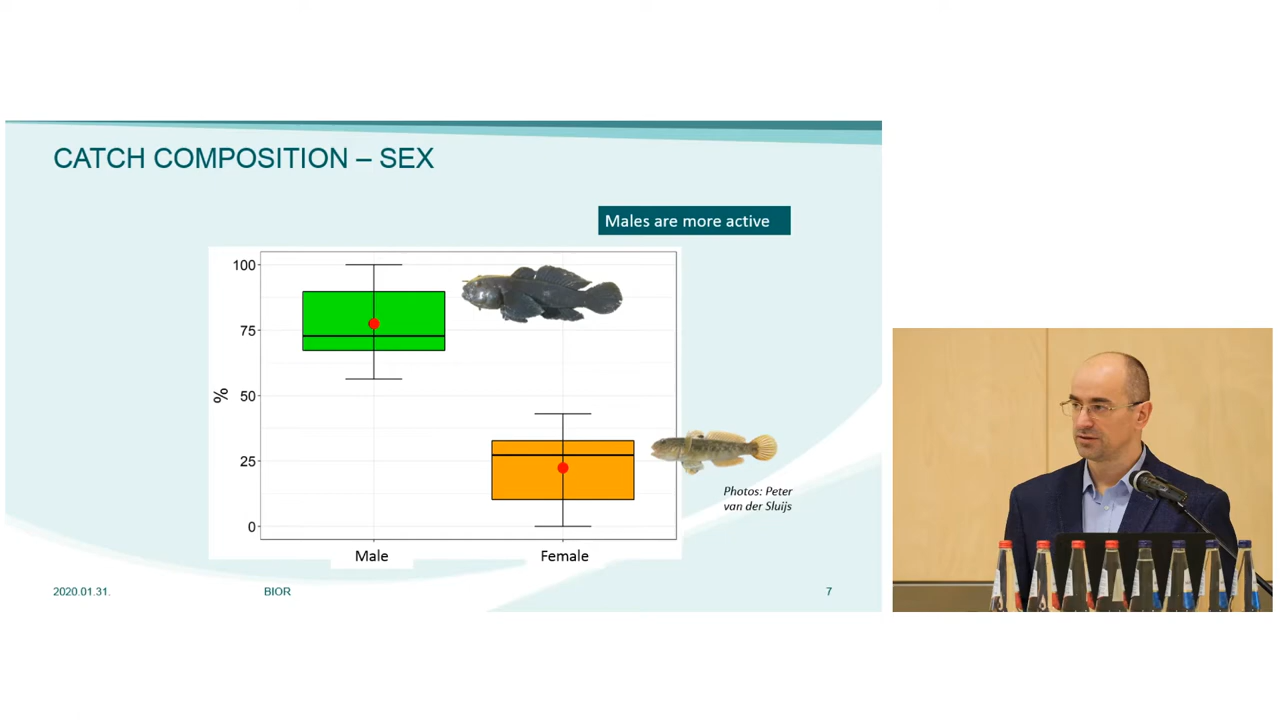 CATCH COMPOSITION – SEX
Males are more active
100
75
50
25
0
%
Male
Female
Photos: Peter
van der Sluijs
2020.01.31.
BIOR
7